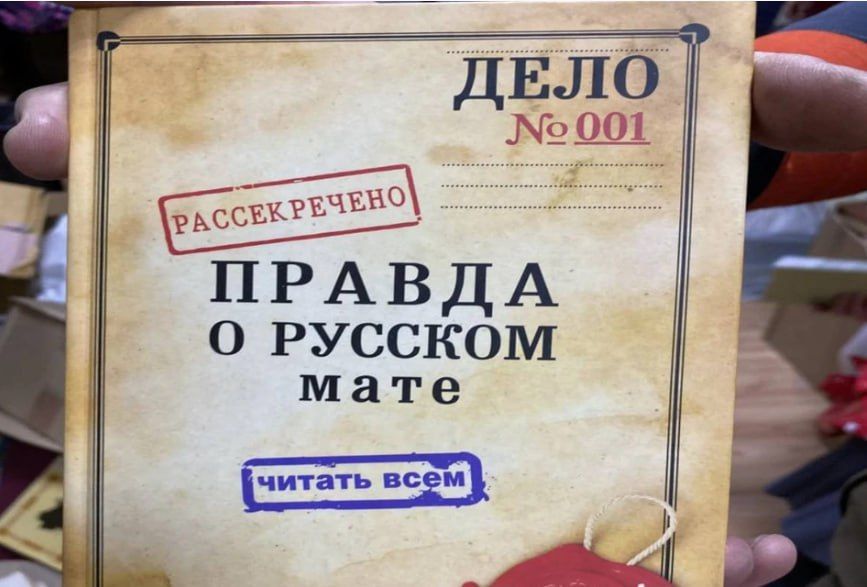 ДЕЛО
№ 001
РАССЕКРЕЧЕНО
ПРАВДА
О РУССКОМ
мате
читать всем